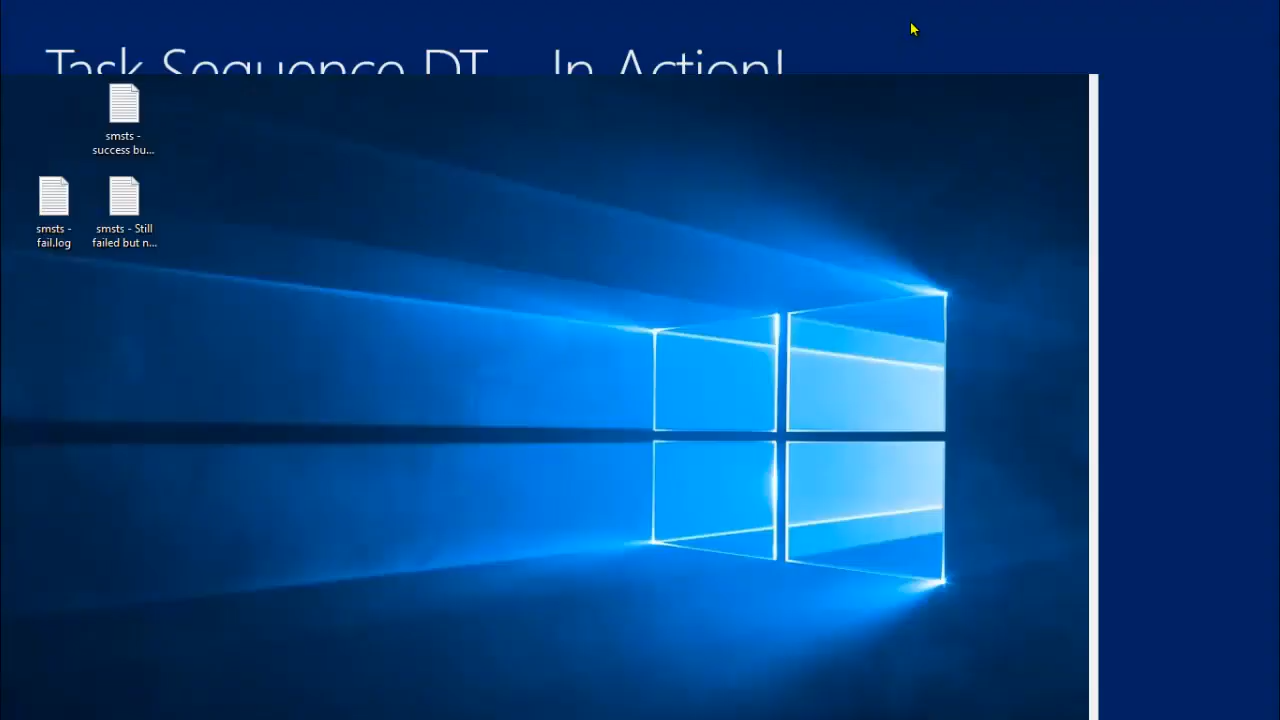 Task Sequence DT – In Action!
smsts -
success bu...
smsts -
fail.log
smsts - Still
failed but n...